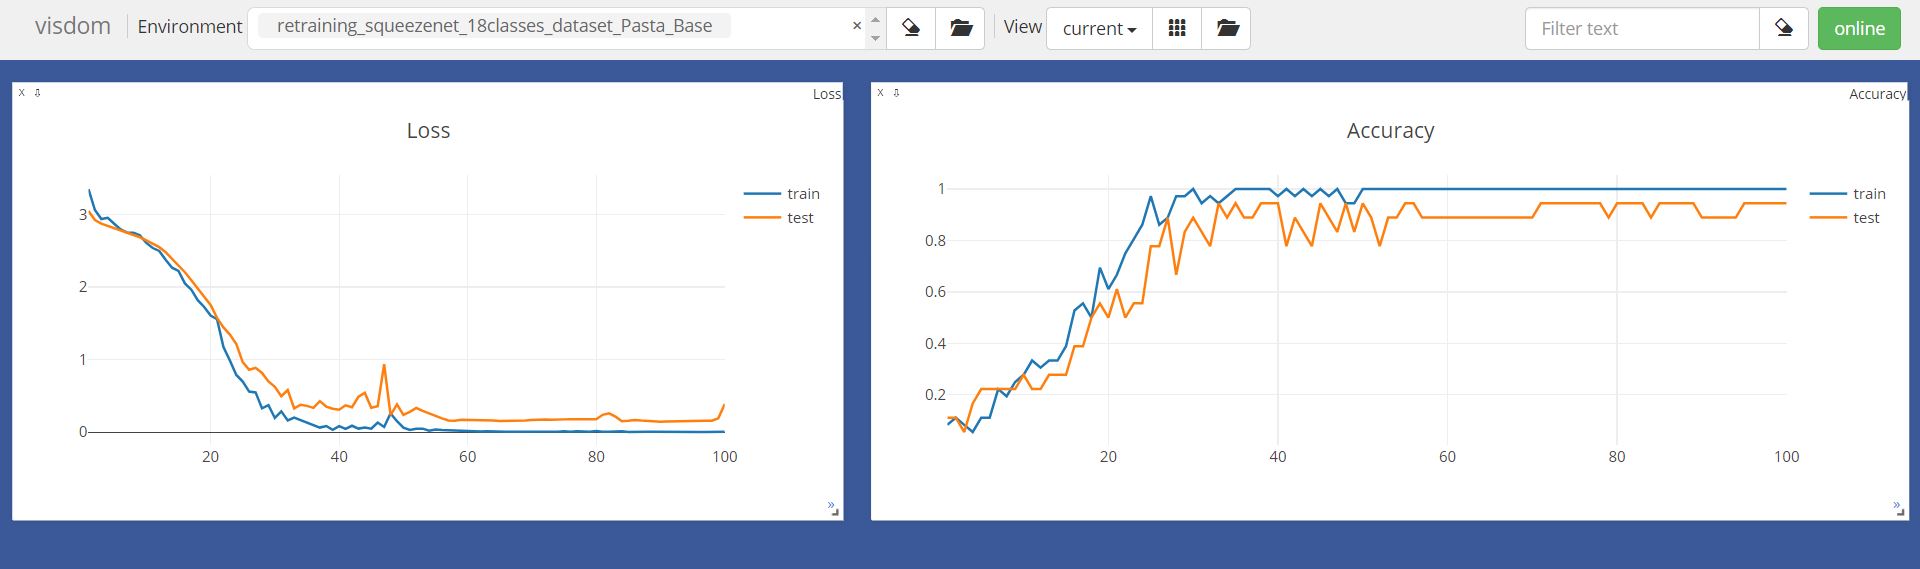 visdom Environment retraining_squeezenet_18classes_dataset_Pasta_Base × View current Filter text online
X Loss
Loss
train
test
3
2
1
0
20 40 60 80 100
»
X Accuracy
Accuracy
train
test
1
0.8
0.6
0.4
0.2
20 40 60 80 100
»